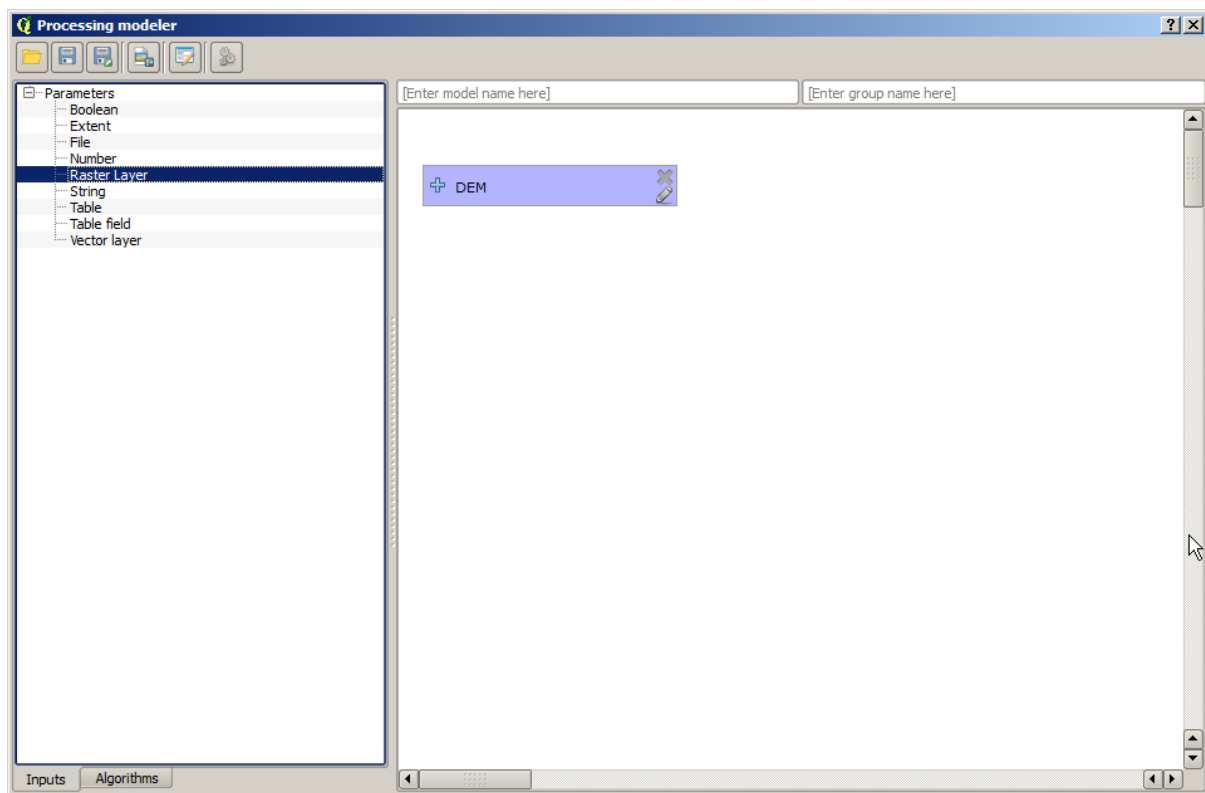 Processing modeler
Parameters
Boolean
Extent
File
Number
Raster Layer
String
Table
Table field
Vector layer
[Enter model name here]
[Enter group name here]
DEM
Inputs
Algorithms